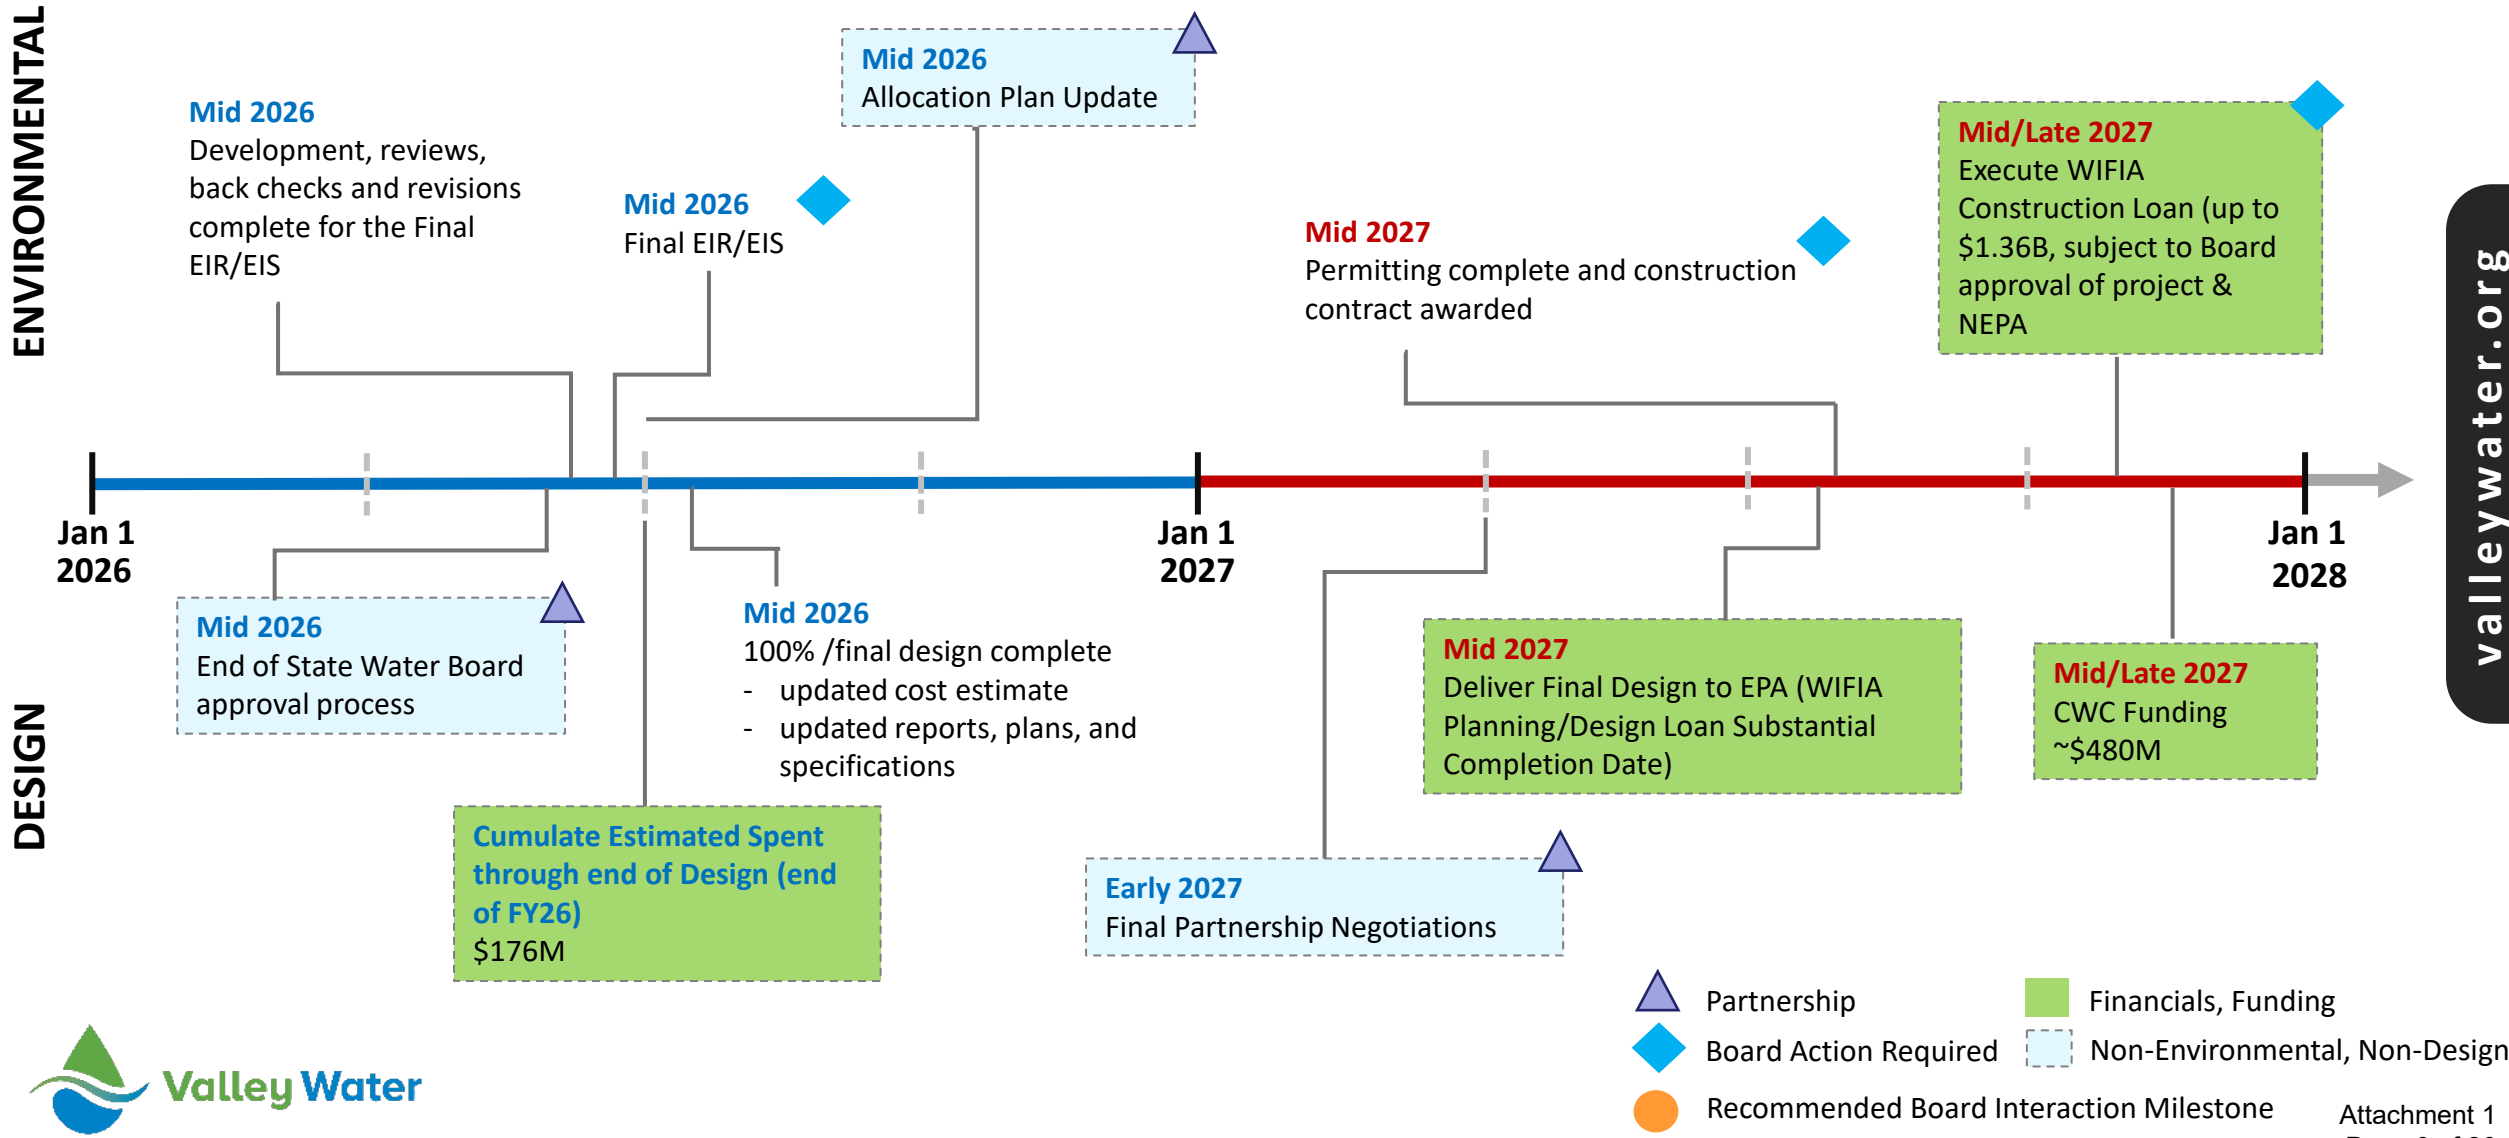 ENVIRONMENTAL
Mid 2026
Development, reviews,
back checks and revisions
complete for the Final
EIR/EIS
Mid 2026
Final EIR/EIS
Mid 2026
Allocation Plan Update
Mid 2027
Permitting complete and construction
contract awarded
Mid/Late 2027
Execute WIFIA
Construction Loan (up to
$1.36B, subject to Board
approval of project &
NEPA
valleywater.org
Jan 1
2026
Jan 1
2027
Jan 1
2028
DESIGN
Mid 2026
End of State Water Board
approval process
Cumulate Estimated Spent
through end of Design (end
of FY26)
$176M
Mid 2026
100% /final design complete
- updated cost estimate
- updated reports, plans, and
specifications
Early 2027
Final Partnership Negotiations
Mid 2027
Deliver Final Design to EPA (WIFIA
Planning/Design Loan Substantial
Completion Date)
Mid/Late 2027
CWC Funding
~$480M
Partnership
Financials, Funding
Board Action Required
Non-Environmental, Non-Design
Recommended Board Interaction Milestone
Valley Water
Attachment 1